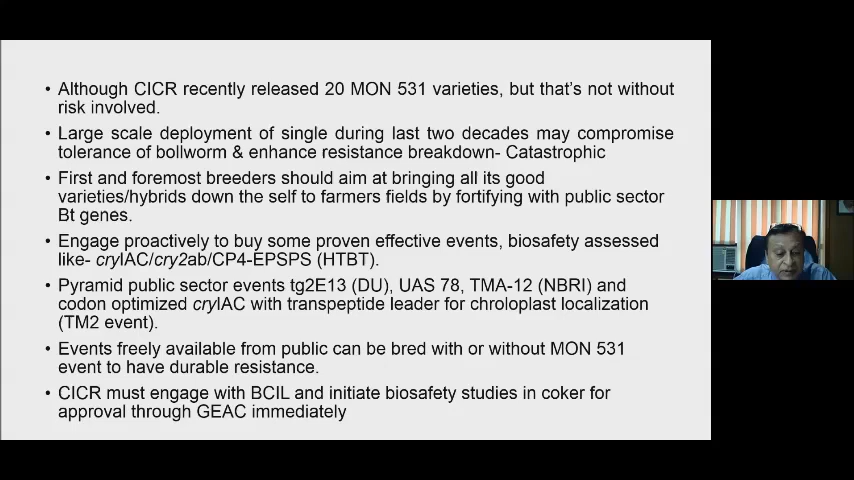 • Although CICR recently released 20 MON 531 varieties, but that's not without
risk involved.
• Large scale deployment of single during last two decades may compromise
tolerance of bollworm & enhance resistance breakdown- Catastrophic
• First and foremost breeders should aim at bringing all its good
varieties/hybrids down the self to farmers fields by fortifying with public sector
Bt genes.
• Engage proactively to buy some proven effective events, biosafety assessed
like- cryIAC/cry2ab/CP4-EPSPS (HTBT).
• Pyramid public sector events tg2E13 (DU), UAS 78, TMA-12 (NBRI) and
codon optimized cryIAC with transpeptide leader for chroloplast localization
(TM2 event).
• Events freely available from public can be bred with or without MON 531
event to have durable resistance.
• CICR must engage with BCIL and initiate biosafety studies in coker for
approval through GEAC immediately